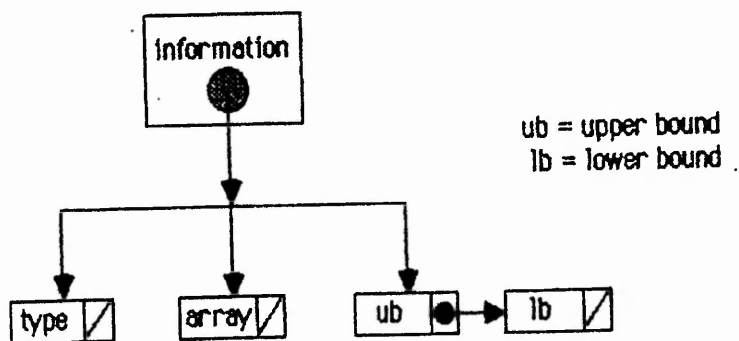 information
ub = upper bound
lb = lower bound
type
array
ub
lb